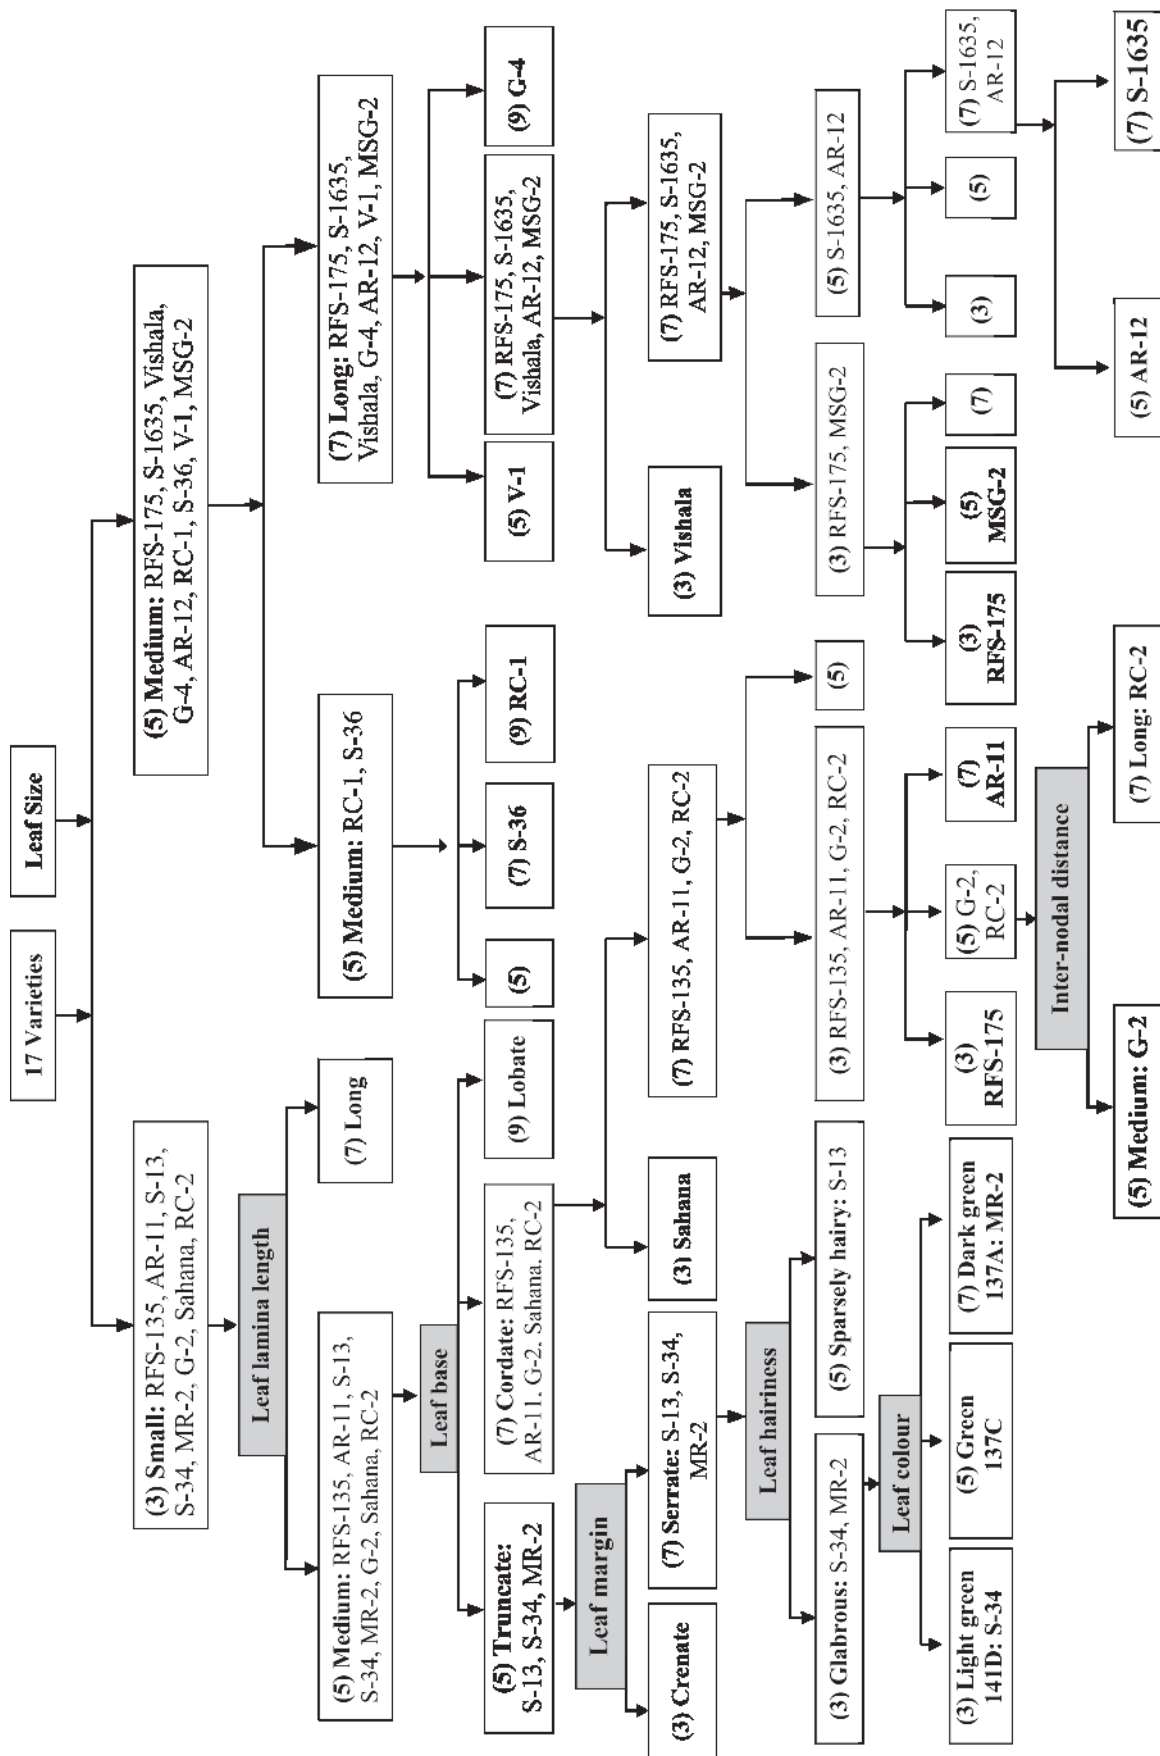 17 Varieties
Leaf Size
(3) Small: RFS-135, AR-11, S-13,
S-34, MR-2, G-2, Sahana, RC-2
(5) Medium: RFS-175, S-1635, Vishala,
G-4, AR-12, RC-1, S-36, V-1, MSG-2
Leaf lamina length
(5) Medium: RFS-135, AR-11, S-13,
S-34, MR-2, G-2, Sahana, RC-2
(7) Long
(5) Medium: RC-1, S-36
(7) Long: RFS-175, S-1635,
Vishala, G-4, AR-12, V-1, MSG-2
Leaf base
(5) Truncate:
S-13, S-34, MR-2
(7) Cordate: RFS-135,
AR-11. G-2. Sahana. RC-2
(9) Lobate
(5)
(7) S-36
(9) RC-1
(5) V-1
(7) RFS-175, S-1635,
Vishala, AR-12, MSG-2
(9) G-4
Leaf margin
(3) Crenate
(7) Serrate: S-13, S-34,
MR-2
(3) Sahana
(7) RFS-135, AR-11, G-2, RC-2
(3) Vishala
(7) RFS-175, S-1635,
AR-12, MSG-2
Leaf hairiness
(3) Glabrous: S-34, MR-2
(5) Sparsely hairy: S-13
(3) RFS-135, AR-11, G-2, RC-2
(5)
(3) RFS-175, MSG-2
(5) S-1635, AR-12
Leaf colour
(3) Light green
141D: S-34
(5) Green
137C
(7) Dark green
137A: MR-2
(3)
RFS-175
(5) G-2,
RC-2
(7)
AR-11
(3)
RFS-175
(5)
MSG-2
(7)
(3)
(5)
(7) S-1635,
AR-12
Inter-nodal distance
(5) Medium: G-2
(7) Long: RC-2
(5) AR-12
(7) S-1635